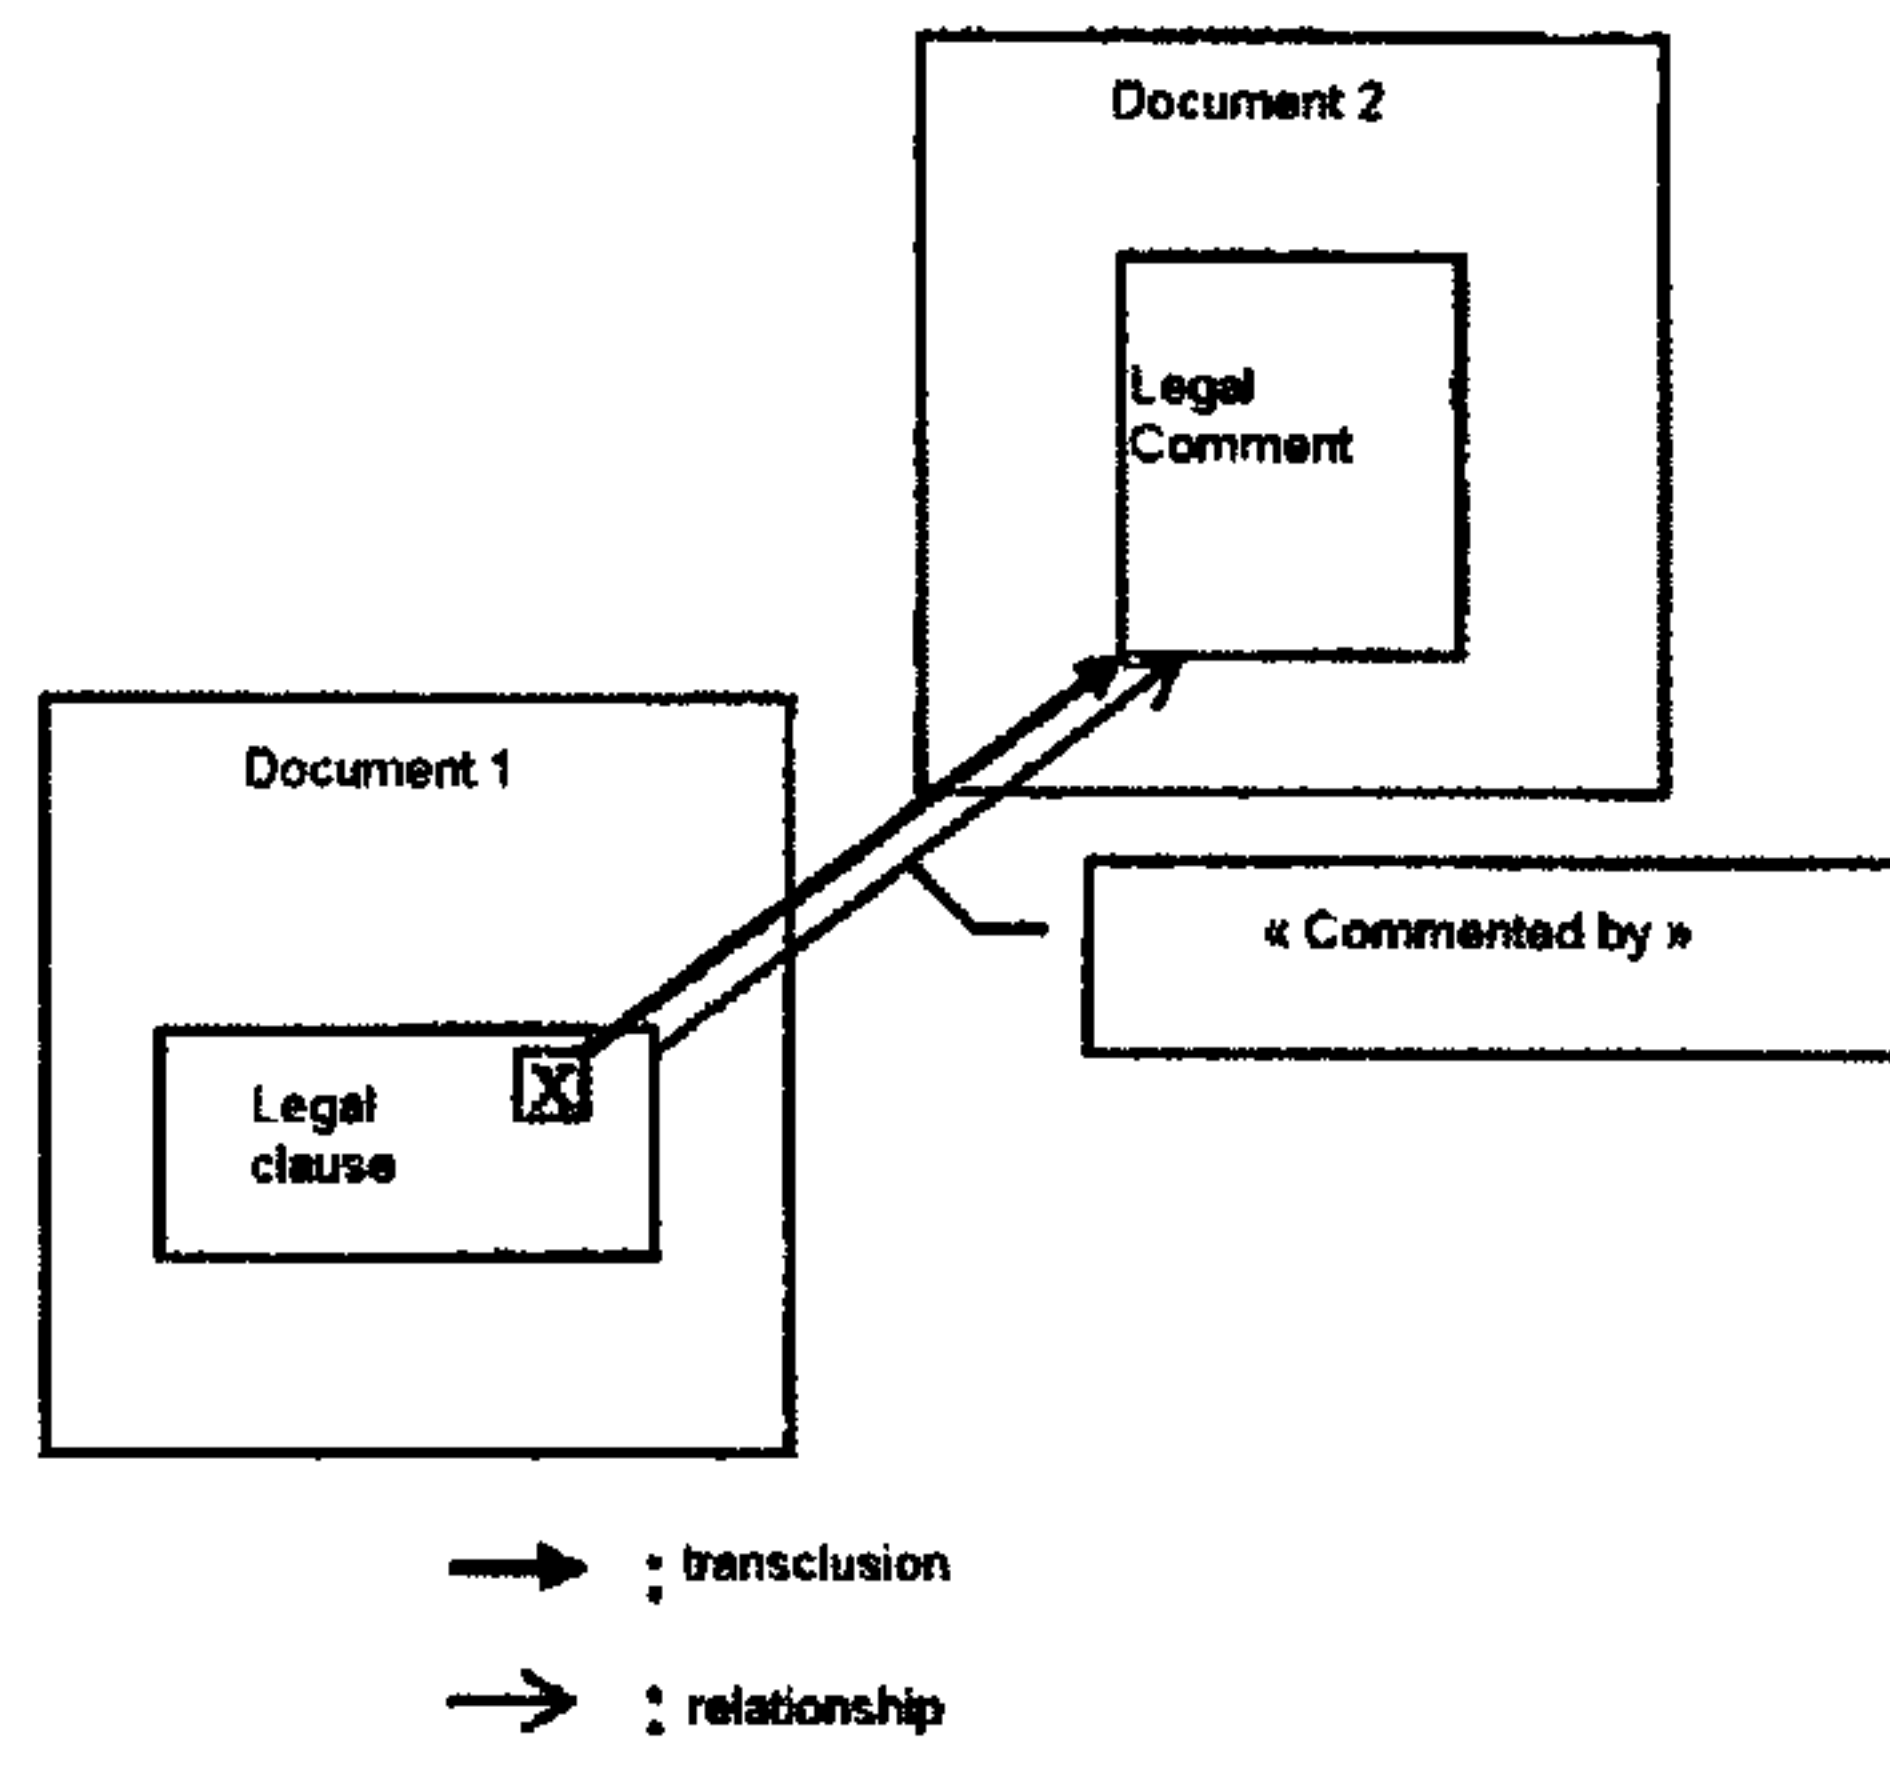 Document 2
Legal
Comment
Document 1
« Commented by »
X
Legal
clause
: transclusion
: relationship